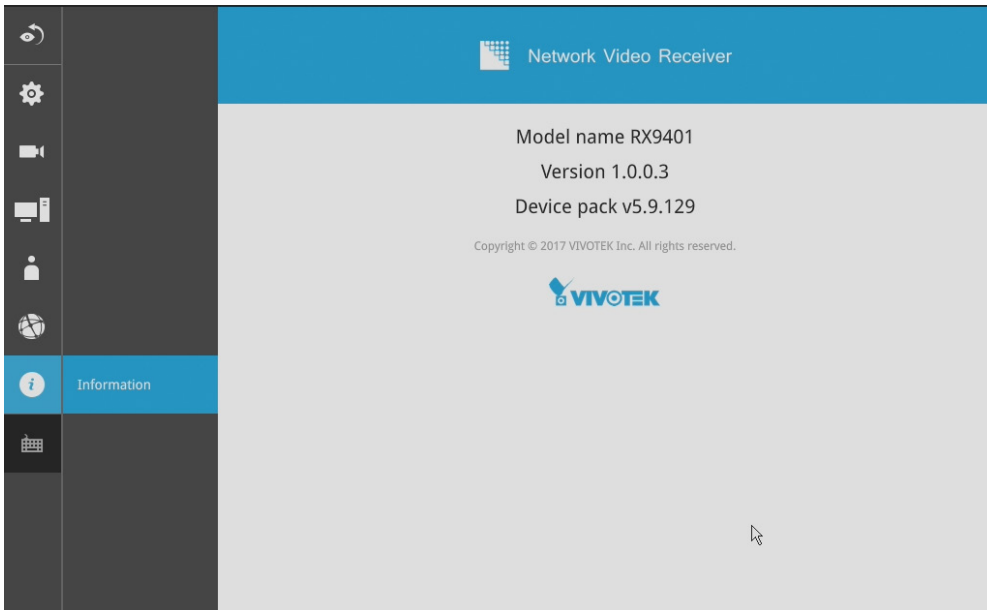 Network Video Receiver
Model name RX9401
Version 1.0.0.3
Device pack v5.9.129
Copyright © 2017 VIVOTEK Inc. All rights reserved.
VIVOTEK
i Information